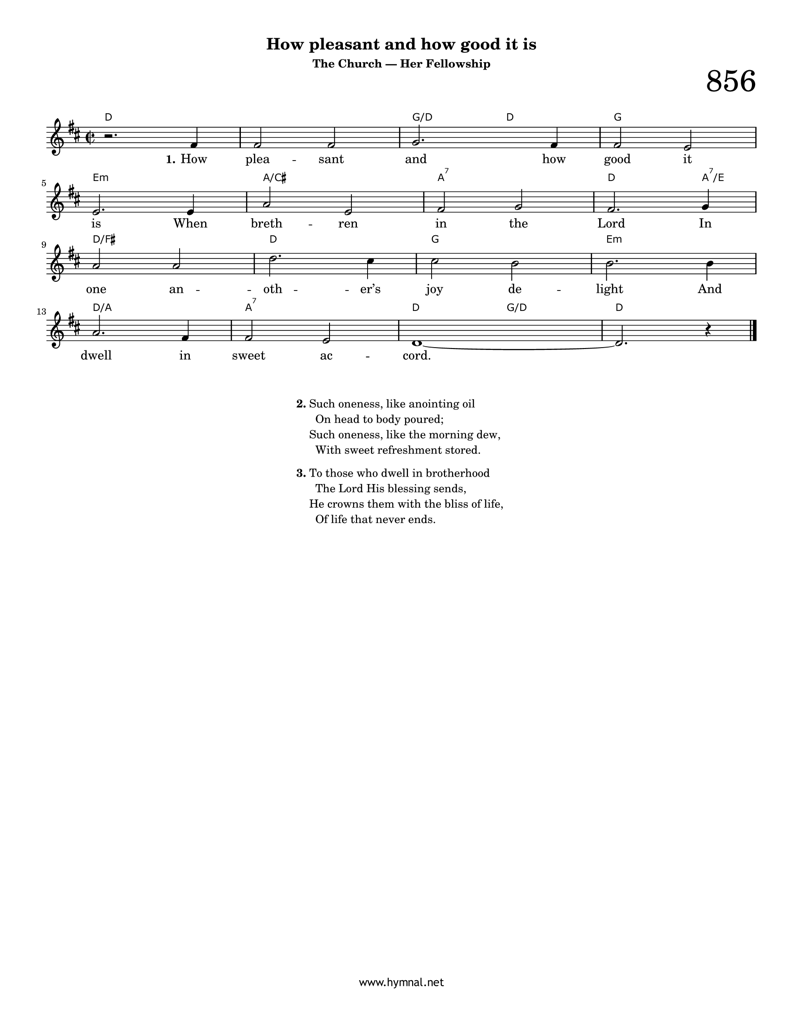 How pleasant and how good it is
The Church — Her Fellowship
856
D G/D D G
1. How plea - sant and how good it
5 Em A/C♯ A7 D A7/E
is When breth - ren in the Lord In
9 D/F♯ D G Em
one an - oth - er's joy de - light And
13 D/A A7 D G/D D
dwell in sweet ac - cord.
2. Such oneness, like anointing oil
On head to body poured;
Such oneness, like the morning dew,
With sweet refreshment stored.
3. To those who dwell in brotherhood
The Lord His blessing sends,
He crowns them with the bliss of life,
Of life that never ends.
www.hymnal.net